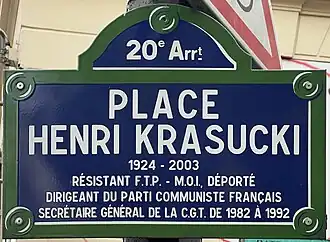 20e Arrt
PLACE
HENRI KRASUCKI
1924 - 2003
RÉSISTANT F.T.P. - M.O.I., DÉPORTÉ
DIRIGEANT DU PARTI COMMUNISTE FRANÇAIS
SECRÉTAIRE GÉNÉRAL DE LA C.G.T. DE 1982 À 1992